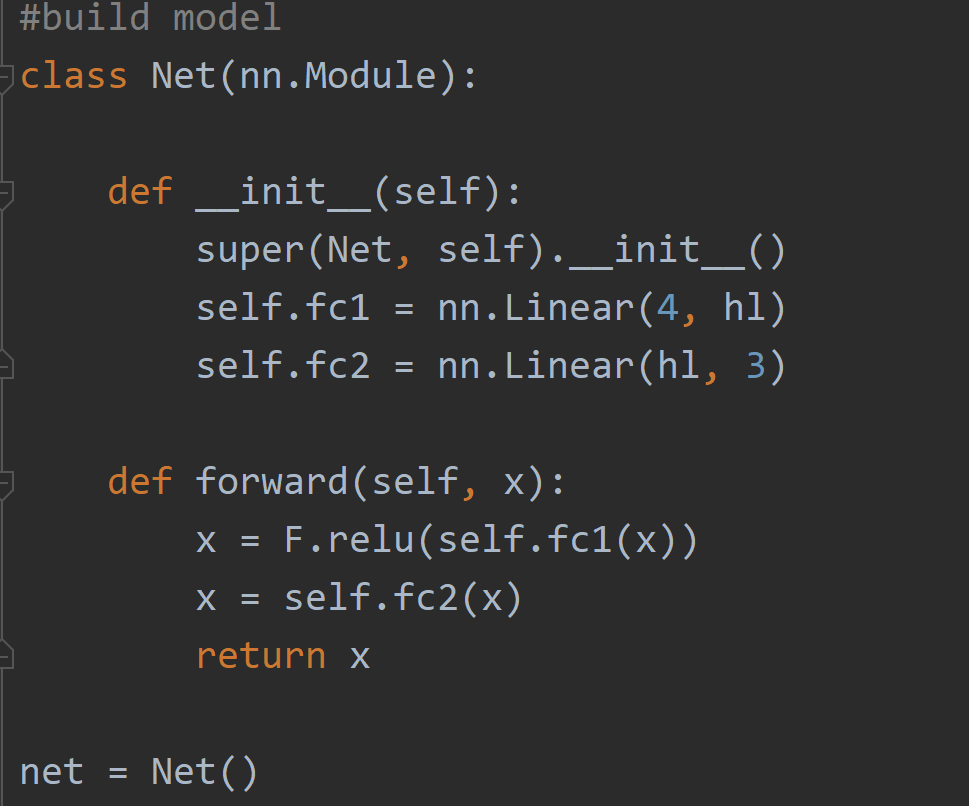 #build model
class Net(nn.Module):
    def __init__(self):
        super(Net, self).__init__()
        self.fc1 = nn.Linear(4, hl)
        self.fc2 = nn.Linear(hl, 3)
    def forward(self, x):
        x = F.relu(self.fc1(x))
        x = self.fc2(x)
        return x
net = Net()